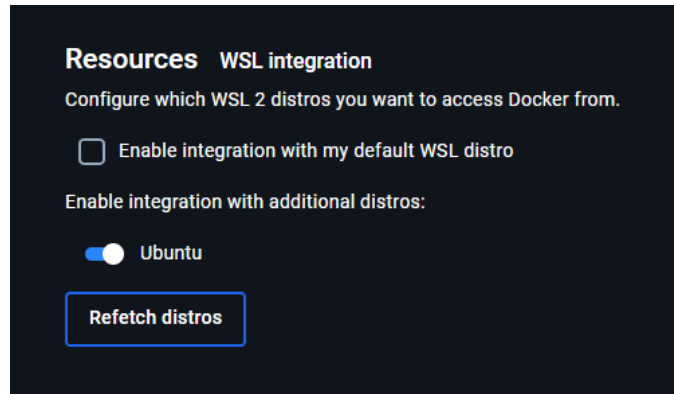 Resources WSL integration
Configure which WSL 2 distros you want to access Docker from.
Enable integration with my default WSL distro
Enable integration with additional distros:
Ubuntu
Refetch distros